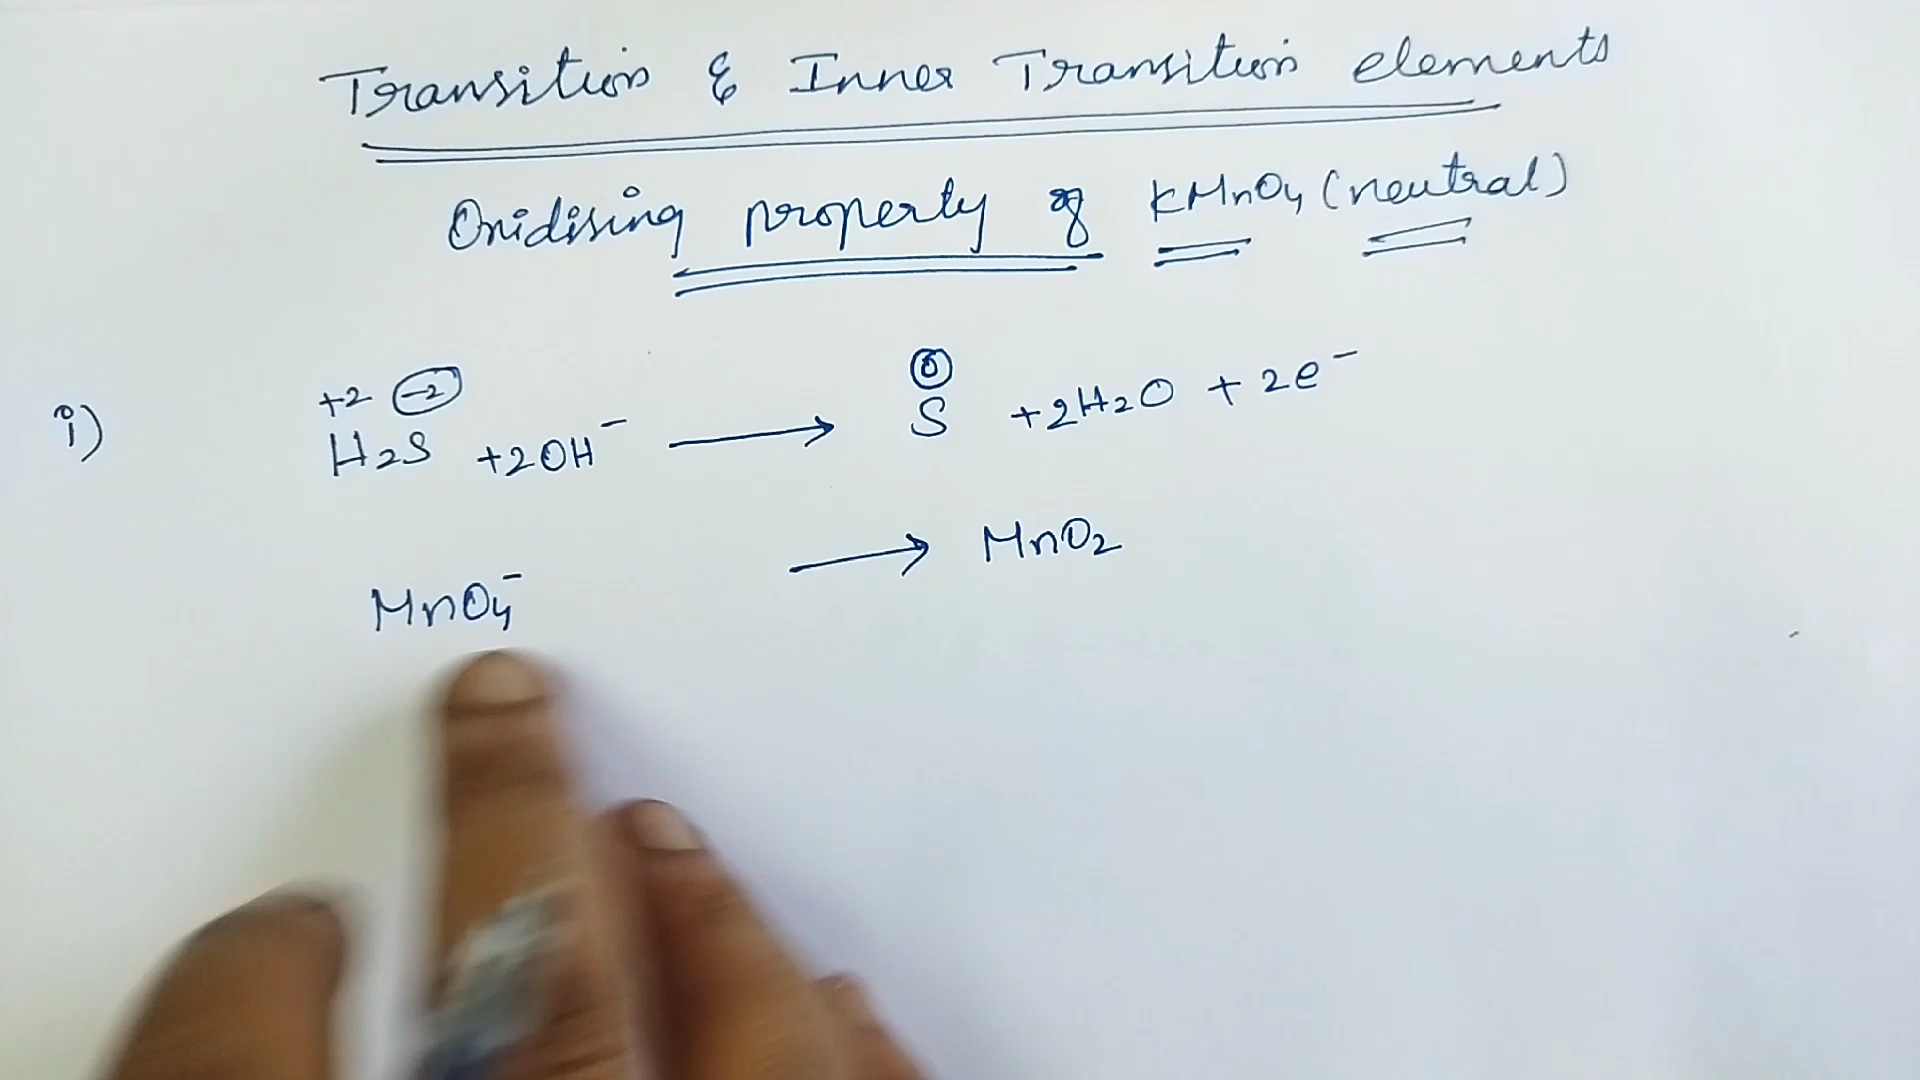 Transition & Inner Transition elements
Oxidising property of KMnO4 (neutral)
+2 -2 0
i) H2S + 2OH⁻ ⟶ S + 2H2O + 2e⁻
MnO4⁻ ⟶ MnO2